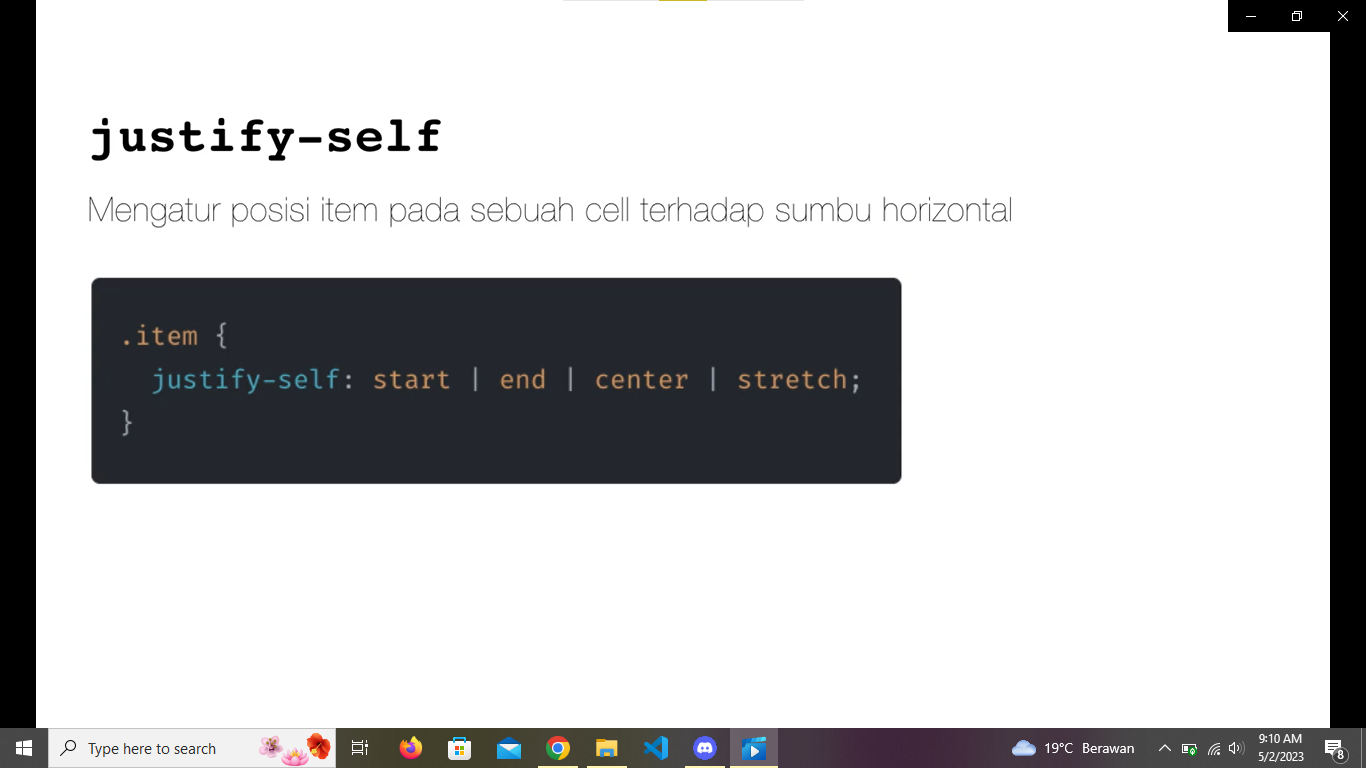 justify-self
Mengatur posisi item pada sebuah cell terhadap sumbu horizontal
.item {
justify-self: start | end | center | stretch;
}
Type here to search
19°C Berawan
9:10 AM
5/2/2023
8